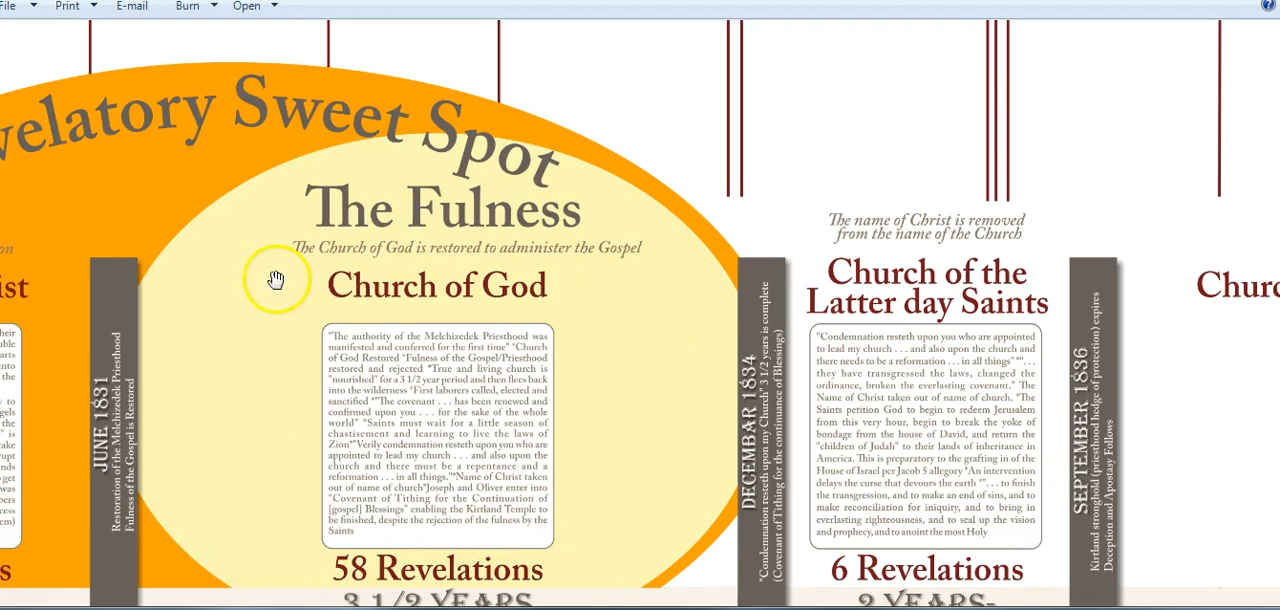 File Print E-mail Burn Open
velatory Sweet Spot
The Fulness
The Church of God is restored to administer the Gospel
Church of God
"The authority of the Melchizedek Priesthood was
manifested and conferred for the first time" *Church
of God Restored *Fulness of the Gospel/Priesthood
restored and rejected *True and living church is
"nourished" for a 3 1/2 year period and then flees back
into the wilderness *First laborers called, elected and
sanctified *"The covenant . . . has been renewed and
confirmed upon you . . . for the sake of the whole
world" *Saints must wait for a little season of
chastisement and learning to live the laws of
Zion*"Verily condemnation resteth upon you who are
appointed to lead my church . . . and also upon the
church and there must be a repentance and a
reformation . . . in all things."*Name of Christ taken
out of name of church*Joseph and Oliver enter into
"Covenant of Tithing for the Continuation of
[gospel] Blessings" enabling the Kirtland Temple to
be finished, despite the rejection of the fulness by the
Saints
58 Revelations
3 1/2 YEARS
JUNE 1831
Restoration of the Melchizedek Priesthood
Fulness of the Gospel is Restored
DECEMBAR 1834
"Condemnation resteth upon my Church" 3 1/2 years is complete
(Covenant of Tithing for the continuance of Blessings)
The name of Christ is removed
from the name of the Church
Church of the
Latter day Saints
"Condemnation resteth upon you who are appointed
to lead my church . . . and also upon the church and
there needs to be a reformation . . . in all things" *". . .
they have transgressed the laws, changed the
ordinance, broken the everlasting covenant." The
Name of Christ taken out of name of church. *The
Saints petition God to begin to redeem Jerusalem
from this very hour, begin to break the yoke of
bondage from the house of David, and return the
"children of Judah" to their lands of inheritance in
America. This is preparatory to the grafting in of the
House of Israel per Jacob 5 allegory *An intervention
delays the curse that devours the earth *". . . to finish
the transgression, and to make an end of sins, and to
make reconciliation for iniquity, and to bring in
everlasting righteousness, and to seal up the vision
and prophecy, and to anoint the most Holy
6 Revelations
2 YEARS-
SEPTEMBER 1836
Kirtland stronghold (priesthood hedge of protection) expires
Deception and Apostasy Follows